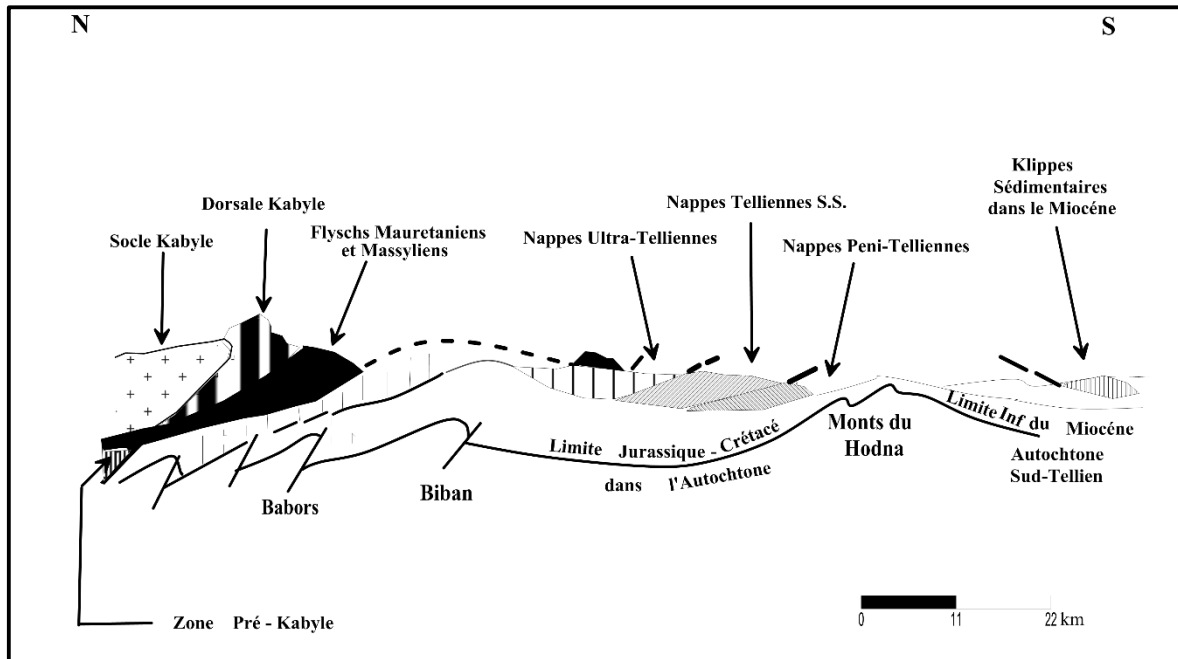 N
S
Klippes
Sédimentaires
dans le Miocéne
Dorsale Kabyle
Nappes Telliennes S.S.
Flyschs Mauretaniens
et Massyliens
Socle Kabyle
Nappes Ultra-Telliennes
Nappes Peni-Telliennes
Limite Jurassique - Crétacé
dans l'Autochtone
Monts du
Hodna
Limite Inf du Miocéne
Autochtone
Sud-Tellien
Babors
Biban
Zone Pré - Kabyle
0 11 22 km